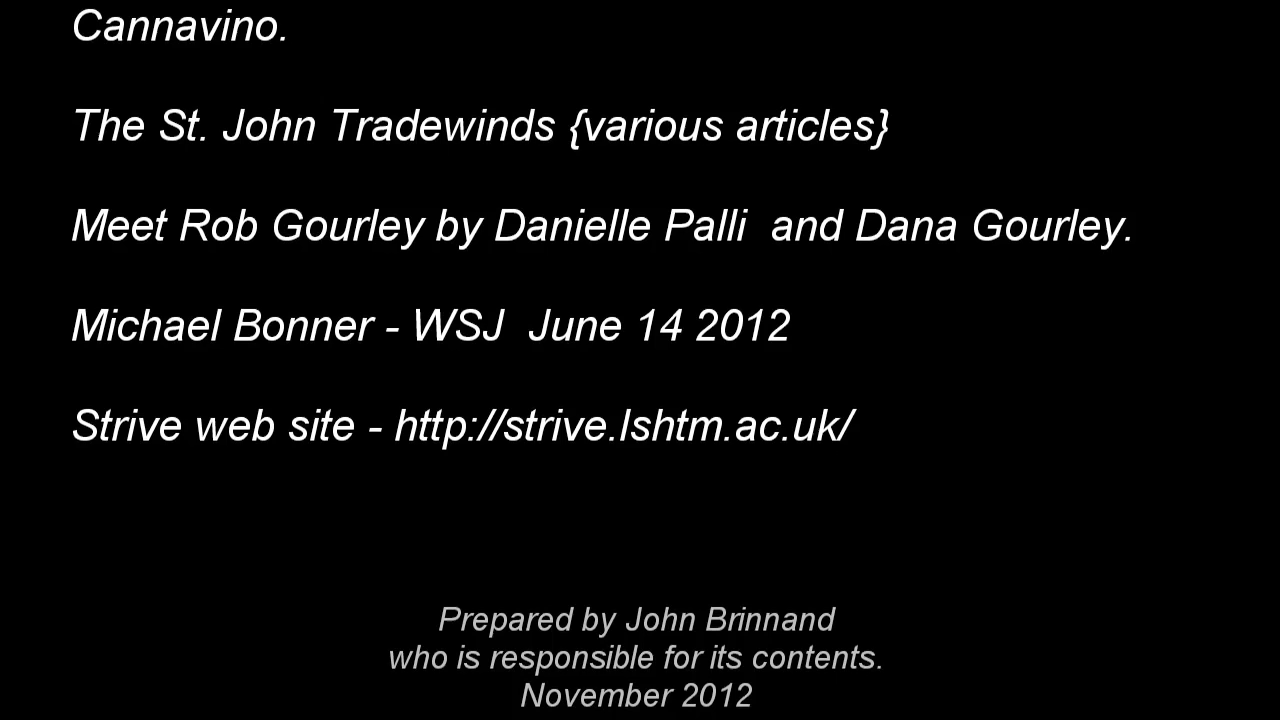 Cannavino.
The St. John Tradewinds {various articles}
Meet Rob Gourley by Danielle Palli  and Dana Gourley.
Michael Bonner - WSJ  June 14 2012
Strive web site - http://strive.lshtm.ac.uk/
Prepared by John Brinnand
who is responsible for its contents.
November 2012